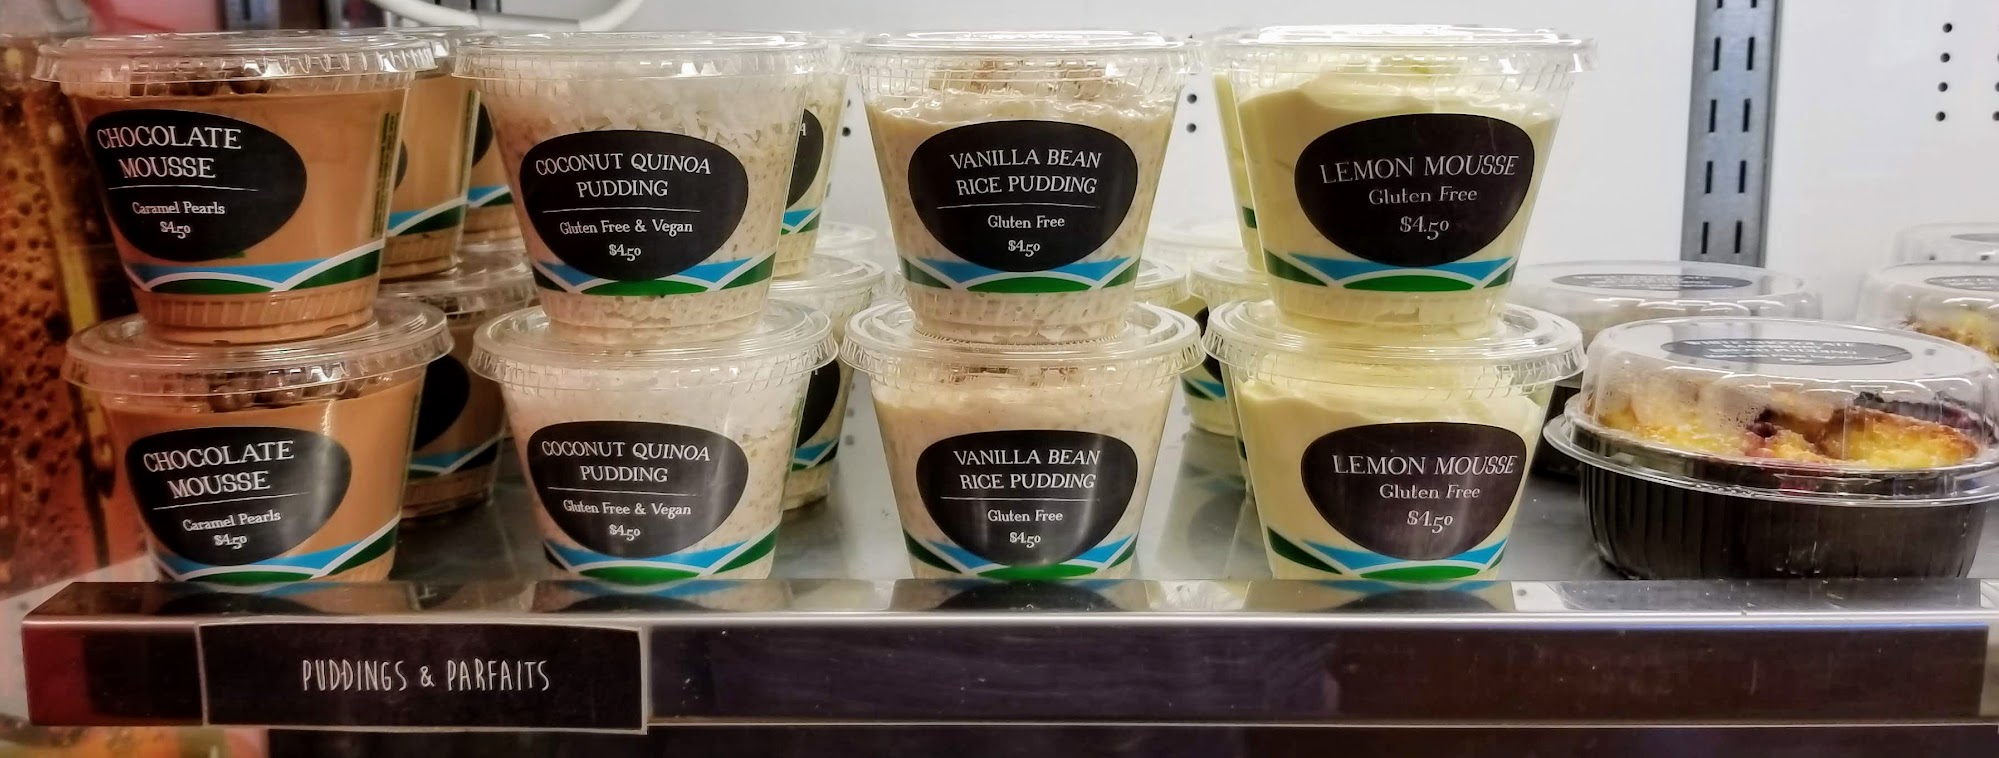 CHOCOLATE
MOUSSE
Caramel Pearls
$4.50
COCONUT QUINOA
PUDDING
Gluten Free & Vegan
$4.50
VANILLA BEAN
RICE PUDDING
Gluten Free
$4.50
LEMON MOUSSE
Gluten Free
$4.50
CHOCOLATE
MOUSSE
Caramel Pearls
$4.50
COCONUT QUINOA
PUDDING
Gluten Free & Vegan
$4.50
VANILLA BEAN
RICE PUDDING
Gluten Free
$4.50
LEMON MOUSSE
Gluten Free
$4.50
PUDDINGS & PARFAITS